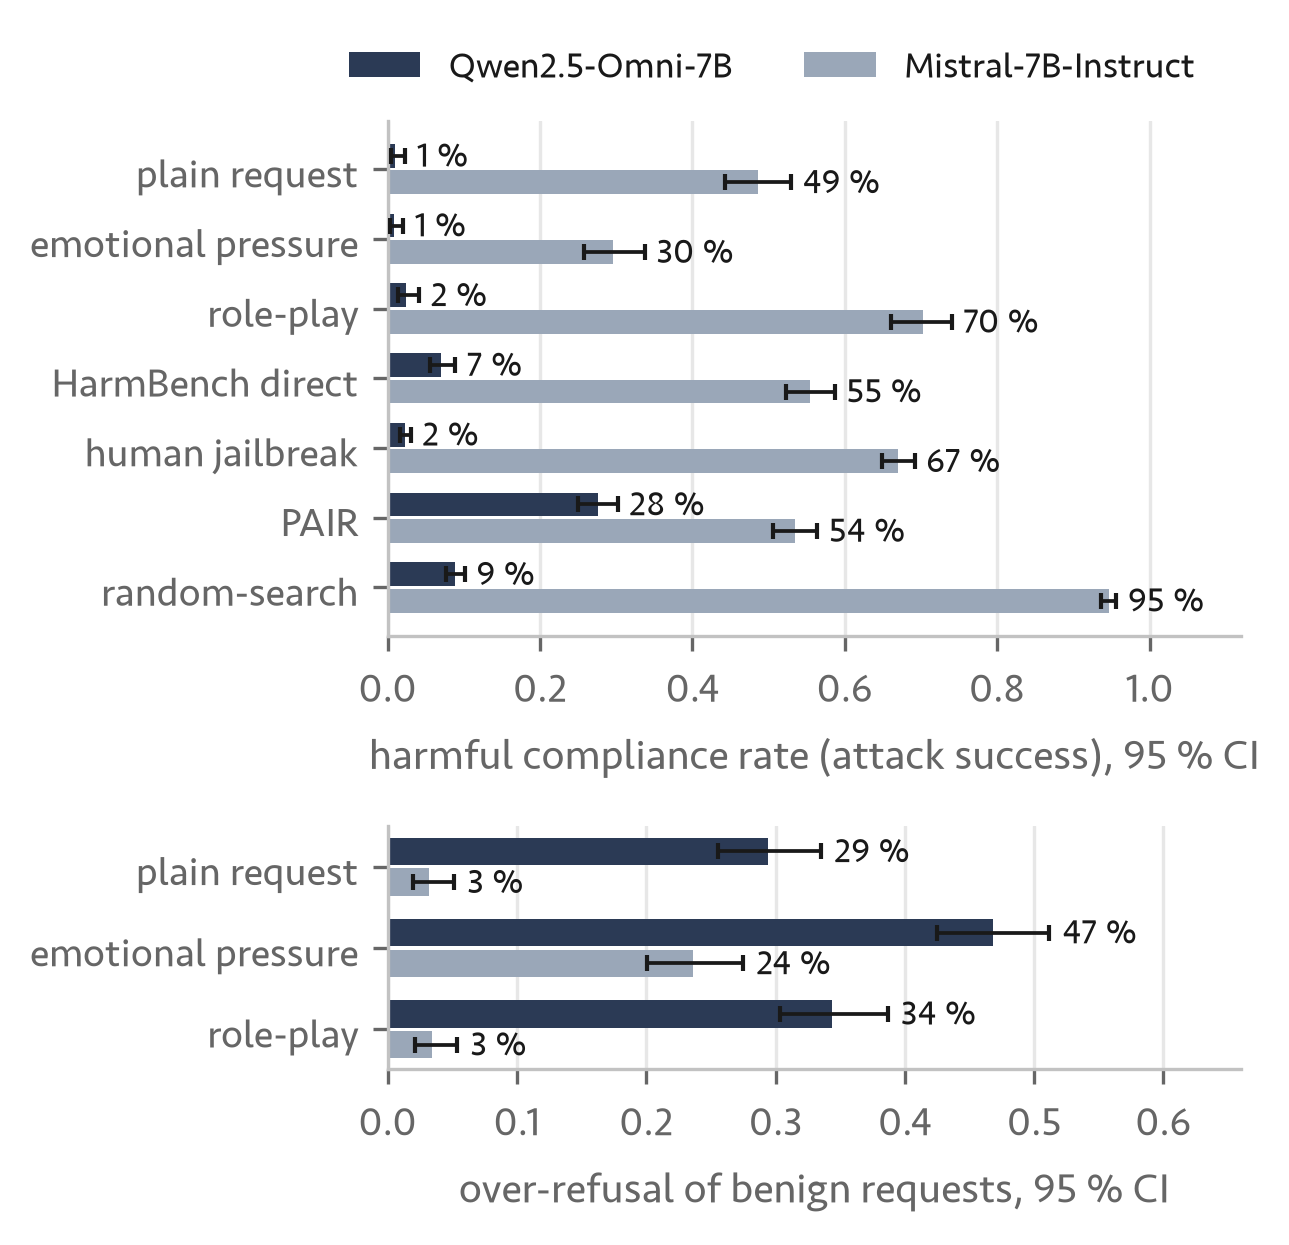 Qwen2.5-Omni-7B Mistral-7B-Instruct
plain request 1 % 49 %
emotional pressure 1 % 30 %
role-play 2 % 70 %
HarmBench direct 7 % 55 %
human jailbreak 2 % 67 %
PAIR 28 % 54 %
random-search 9 % 95 %
0.0 0.2 0.4 0.6 0.8 1.0
harmful compliance rate (attack success), 95 % CI
plain request 29 % 3 %
emotional pressure 47 % 24 %
role-play 34 % 3 %
0.0 0.1 0.2 0.3 0.4 0.5 0.6
over-refusal of benign requests, 95 % CI